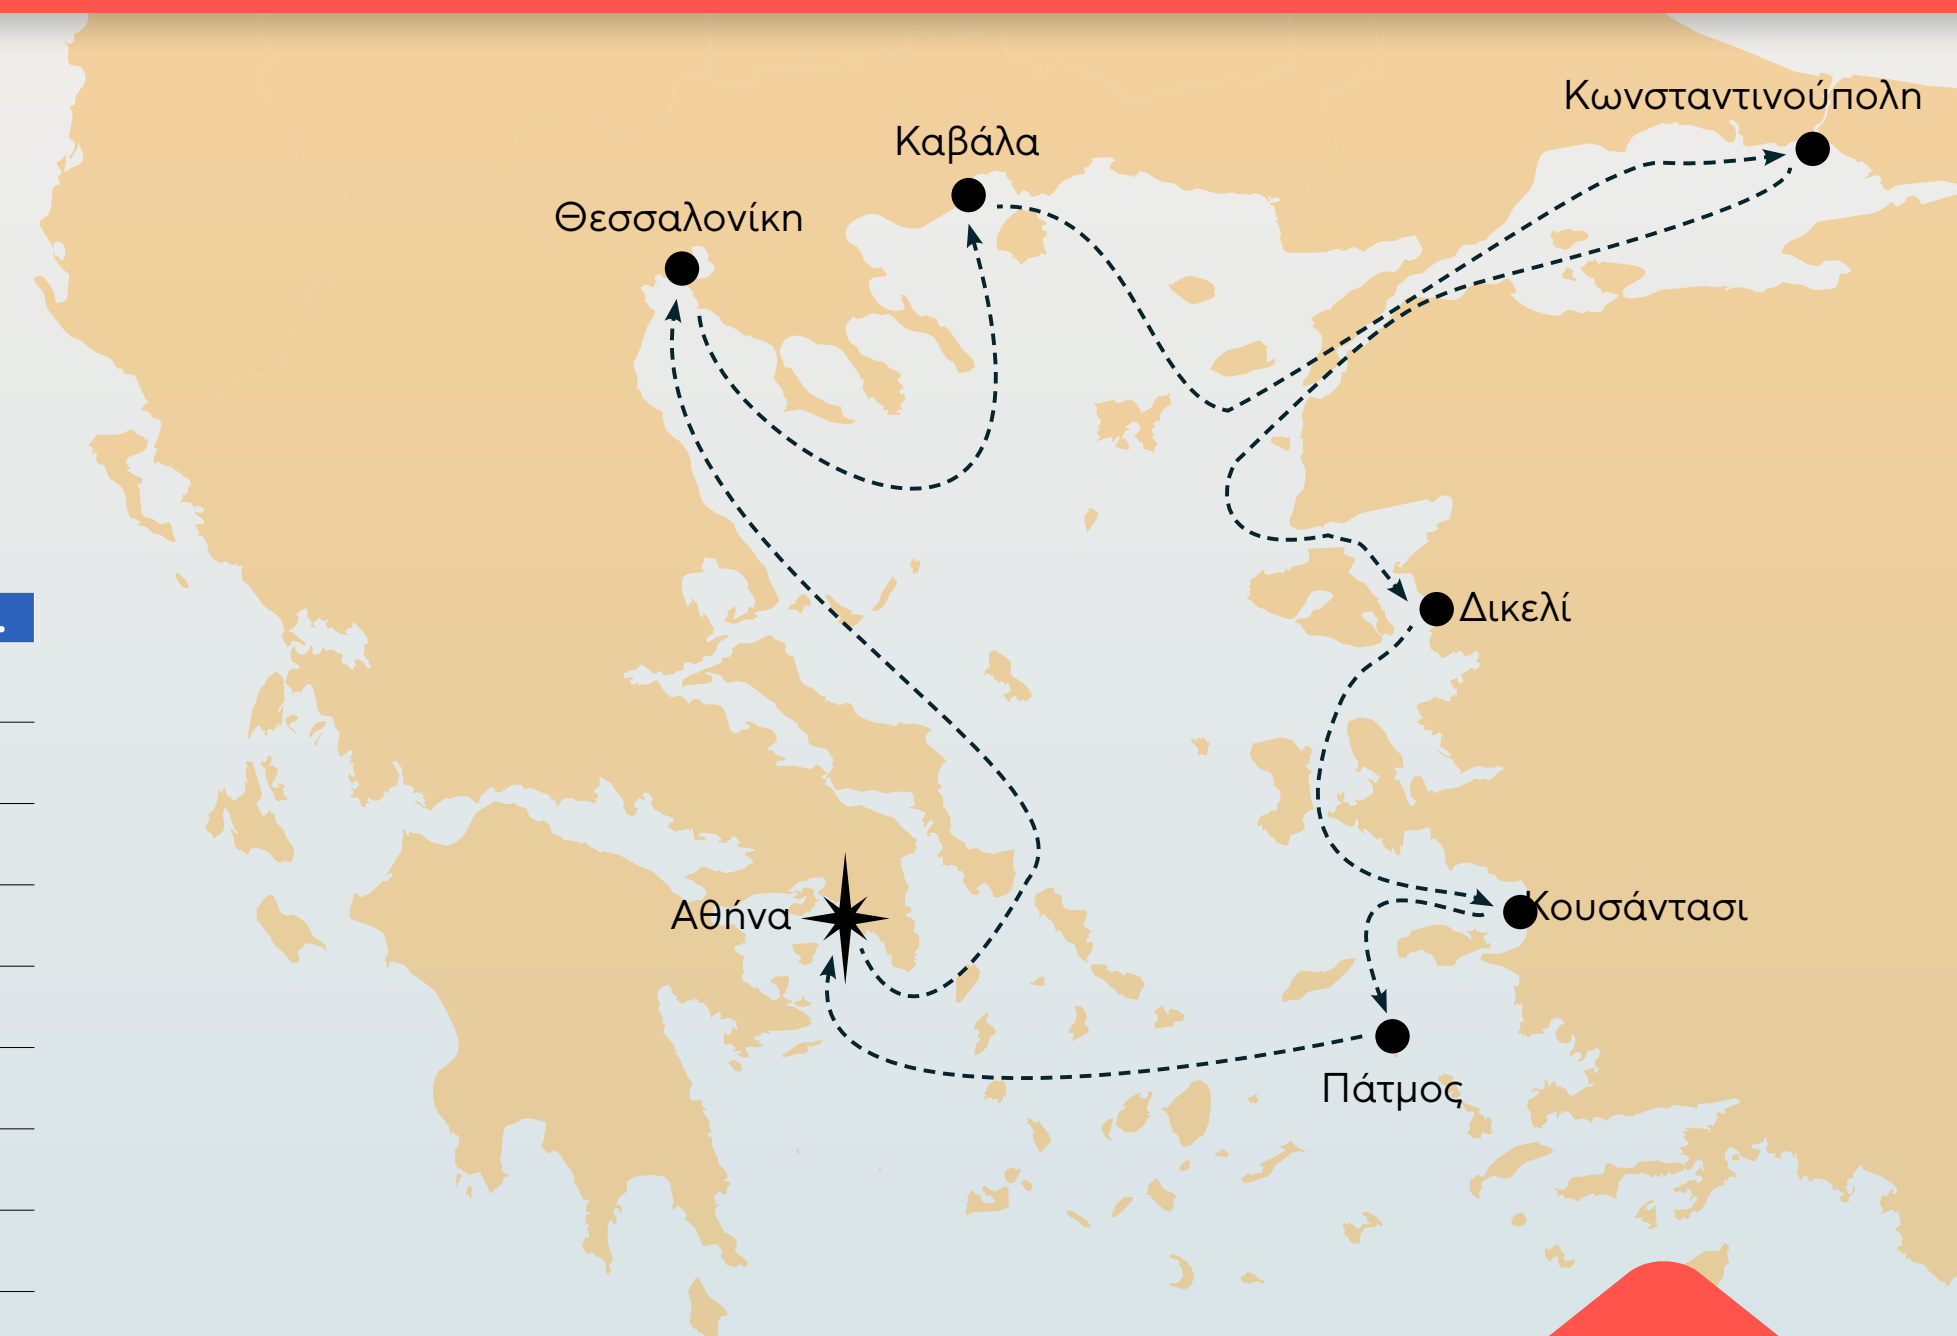 Κωνσταντινούπολη
Καβάλα
Θεσσαλονίκη
Δικελί
Κουσάντασι
Αθήνα
Πάτμος